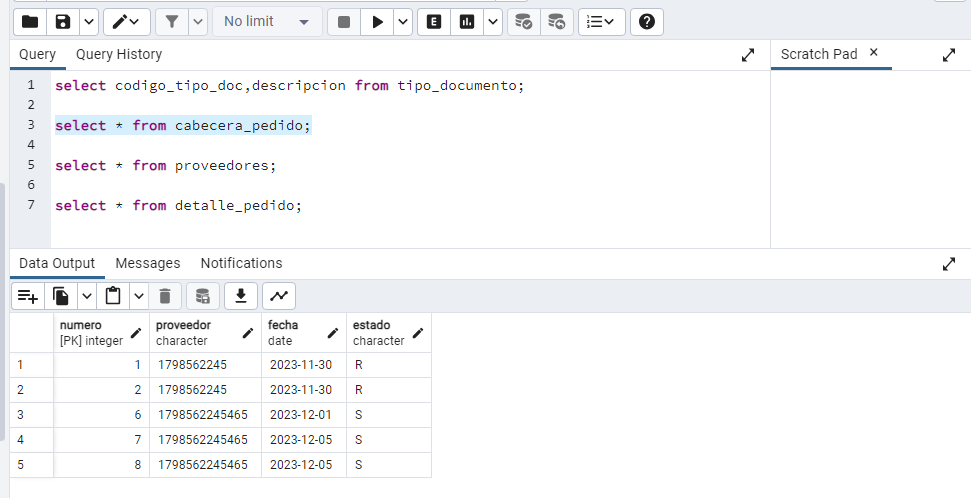 No limit
E
Query Query History Scratch Pad ×
1 select codigo_tipo_doc,descripcion from tipo_documento;
2
3 select * from cabecera_pedido;
4
5 select * from proveedores;
6
7 select * from detalle_pedido;
Data Output Messages Notifications
numero proveedor fecha estado
[PK] integer character date character
1 1 1798562245 2023-11-30 R
2 2 1798562245 2023-11-30 R
3 6 1798562245465 2023-12-01 S
4 7 1798562245465 2023-12-05 S
5 8 1798562245465 2023-12-05 S